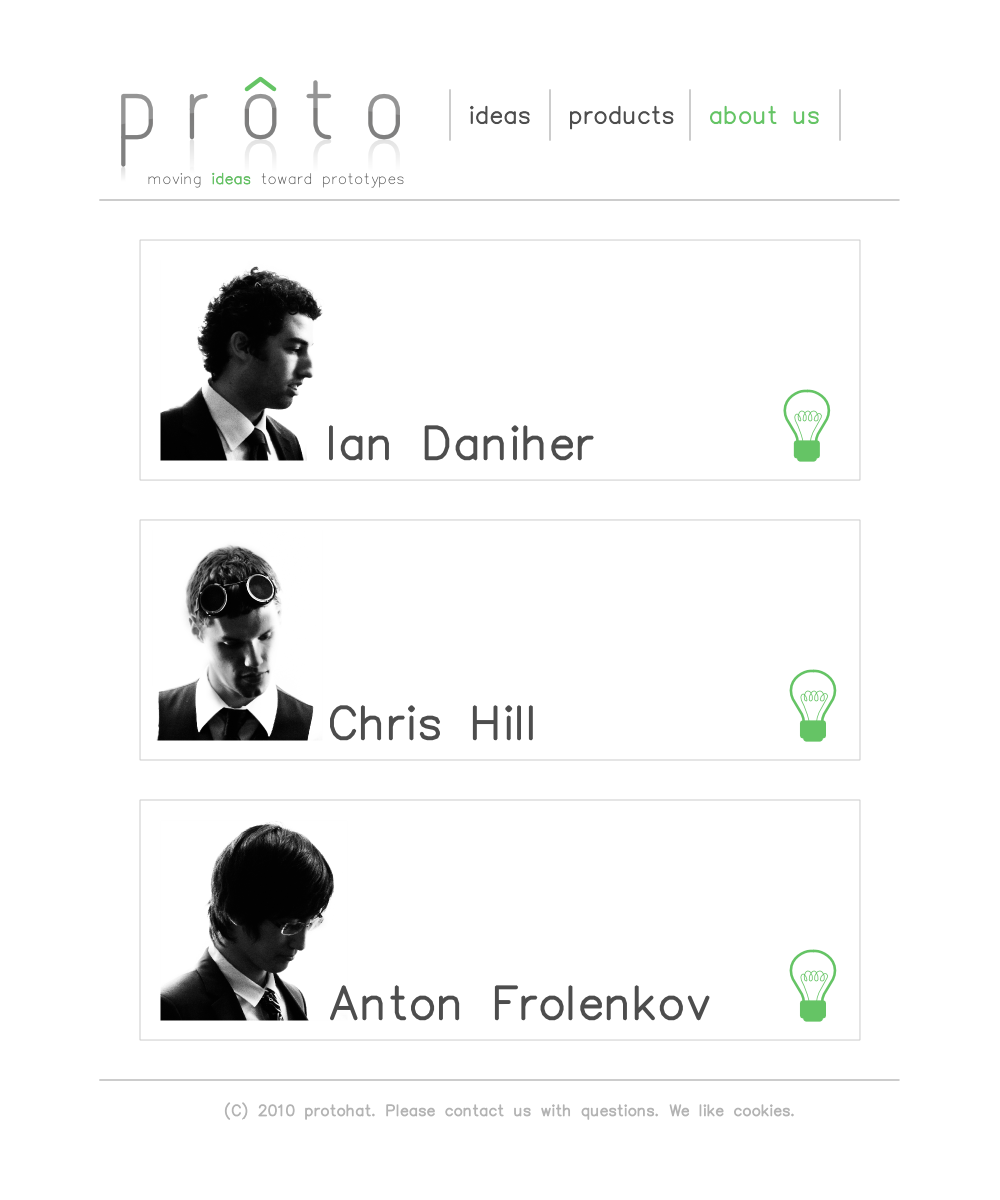 prôto
moving ideas toward prototypes
ideas
products
about us
Ian Daniher
Chris Hill
Anton Frolenkov
(C) 2010 protohat. Please contact us with questions. We like cookies.